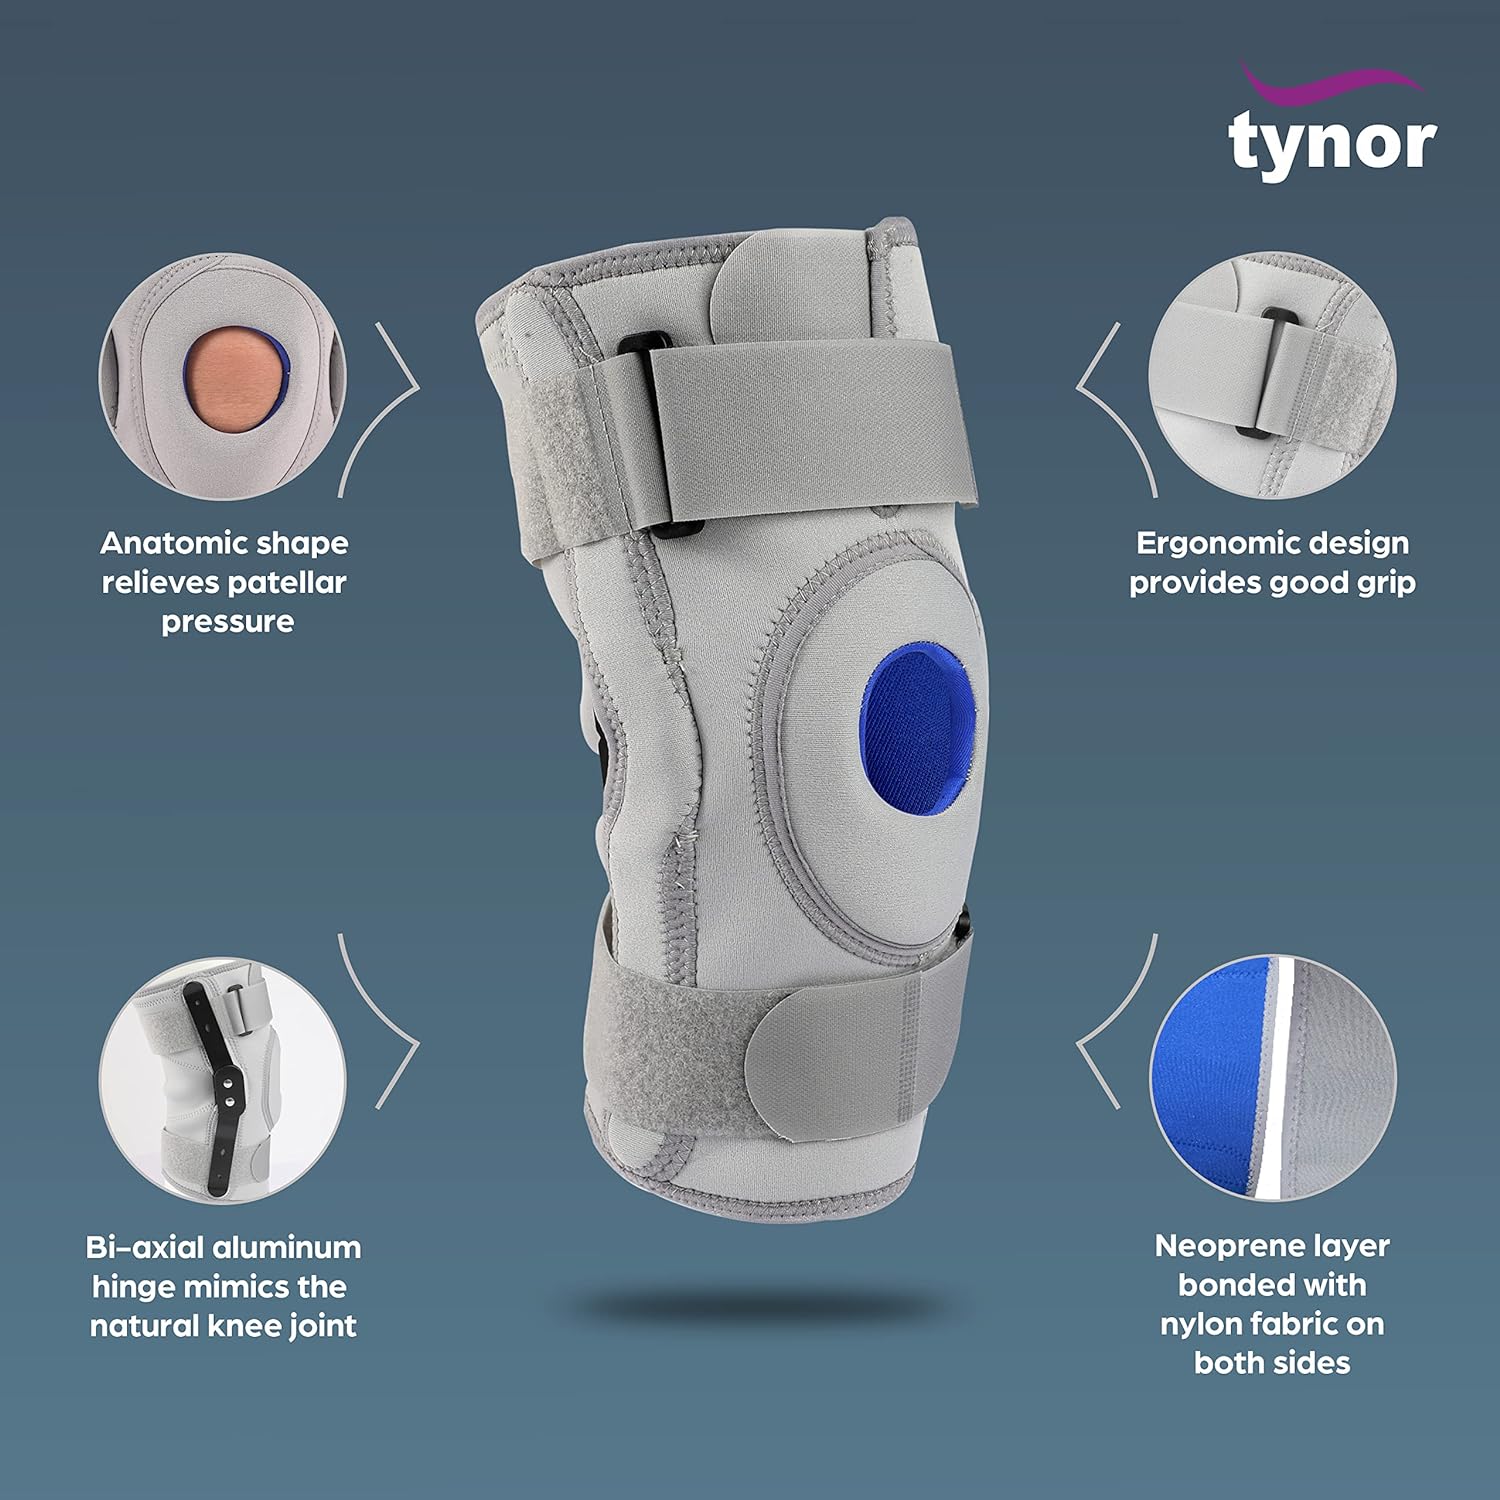 tynor
Anatomic shape
relieves patellar
pressure
Ergonomic design
provides good grip
Bi-axial aluminum
hinge mimics the
natural knee joint
Neoprene layer
bonded with
nylon fabric on
both sides